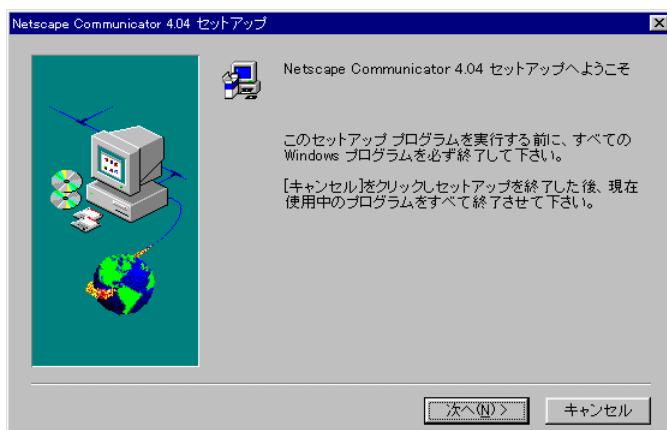 Netscape Communicator 4.04 セットアップ
Netscape Communicator 4.04 セットアップへようこそ
このセットアップ プログラムを実行する前に、すべての
Windows プログラムを必ず終了して下さい。
[キャンセル]をクリックしセットアップを終了した後、現在
使用中のプログラムをすべて終了させて下さい。
次へ(N) >
キャンセル